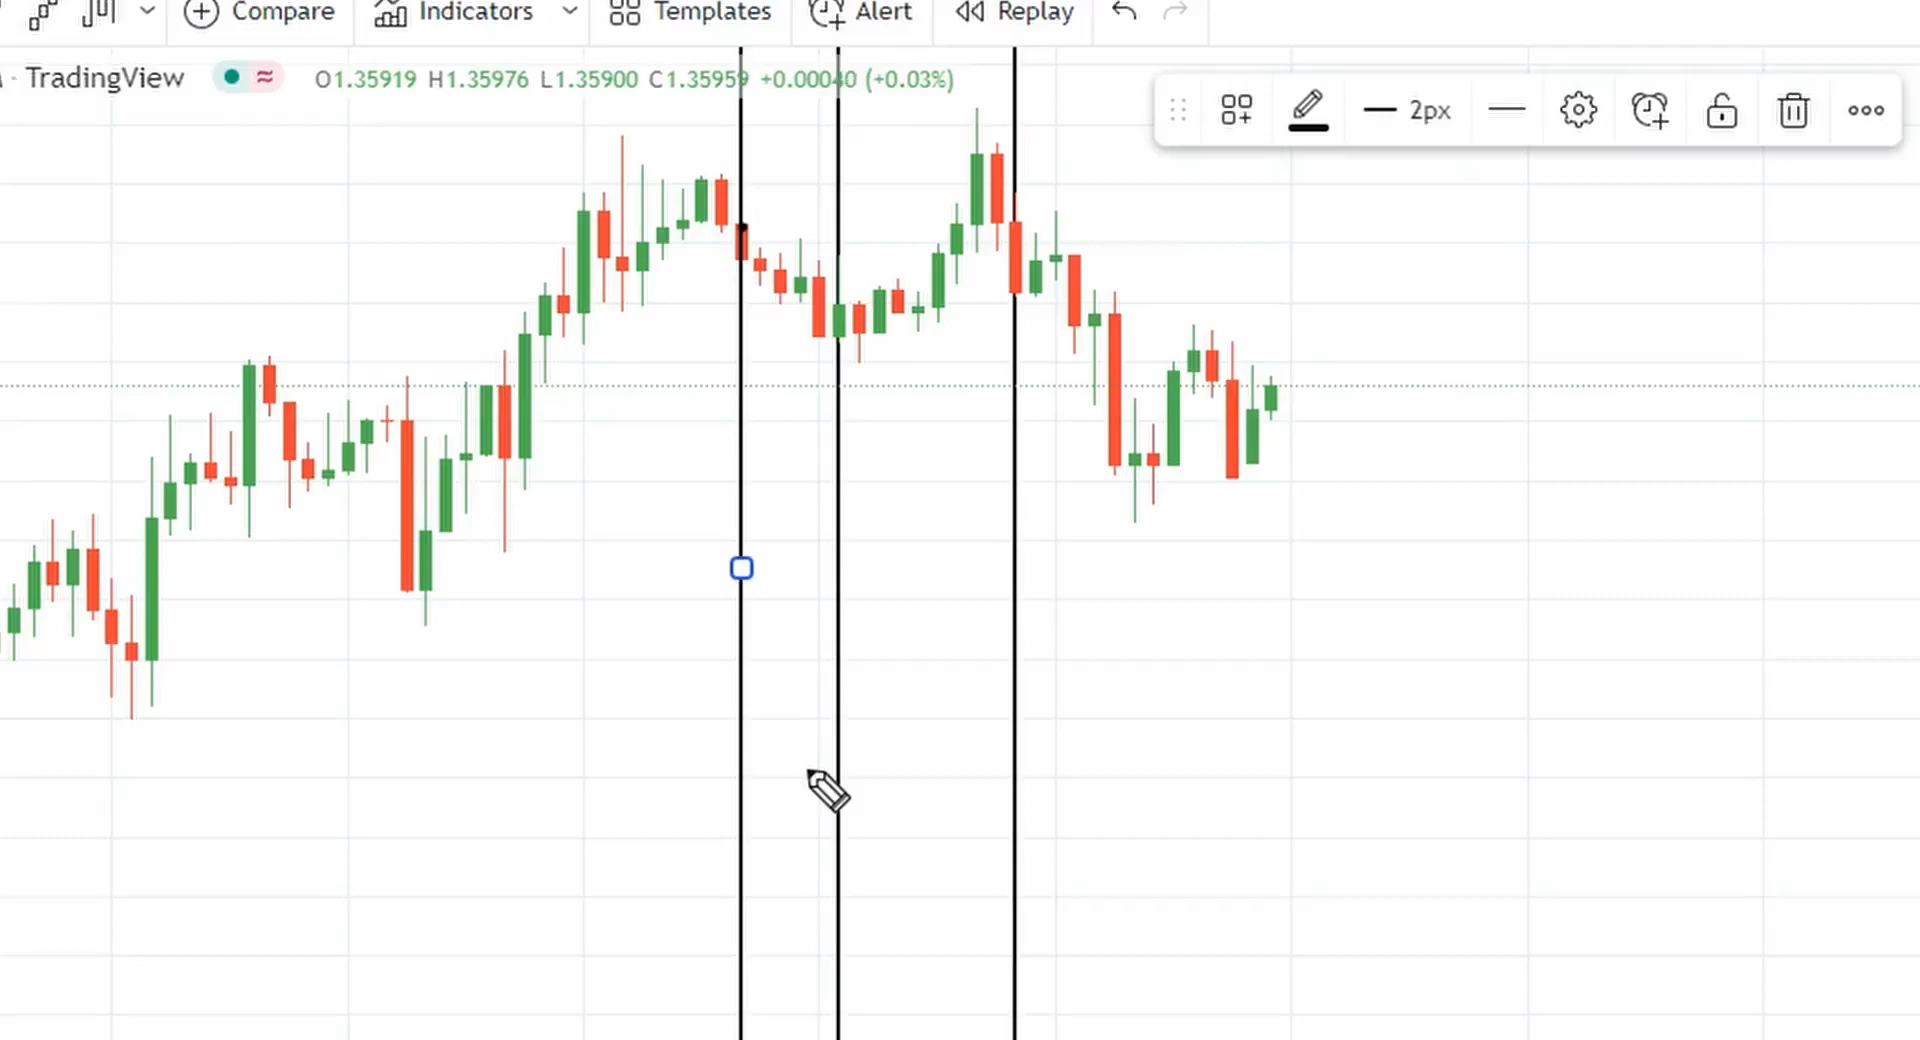 Compare Indicators Templates Alert Replay
· TradingView O1.35919 H1.35976 L1.35900 C1.35959 +0.00040 (+0.03%)
2px